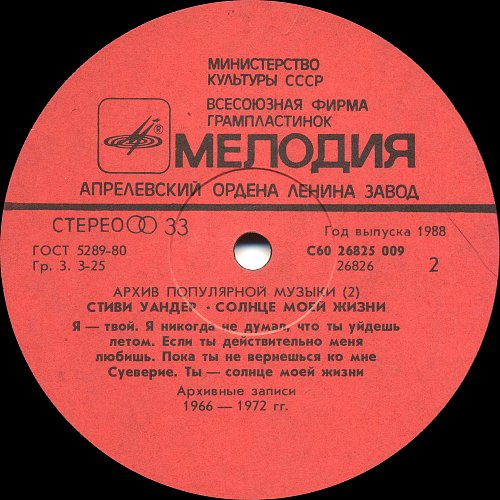 МИНИСТЕРСТВО
КУЛЬТУРЫ СССР
ВСЕСОЮЗНАЯ ФИРМА
ГРАМПЛАСТИНОК
МЕЛОДИЯ
АПРЕЛЕВСКИЙ ОРДЕНА ЛЕНИНА ЗАВОД
СТЕРЕО 33
Год выпуска 1988
ГОСТ 5289-80
С60 26825 009
Гр. 3. 3-25
26826
2
АРХИВ ПОПУЛЯРНОЙ МУЗЫКИ (2)
СТИВИ УАНДЕР · СОЛНЦЕ МОЕЙ ЖИЗНИ
Я — твой. Я никогда не думал, что ты уйдешь
летом. Если ты действительно меня
любишь. Пока ты не вернешься ко мне
Суеверие. Ты — солнце моей жизни
Архивные записи
1966 — 1972 гг.